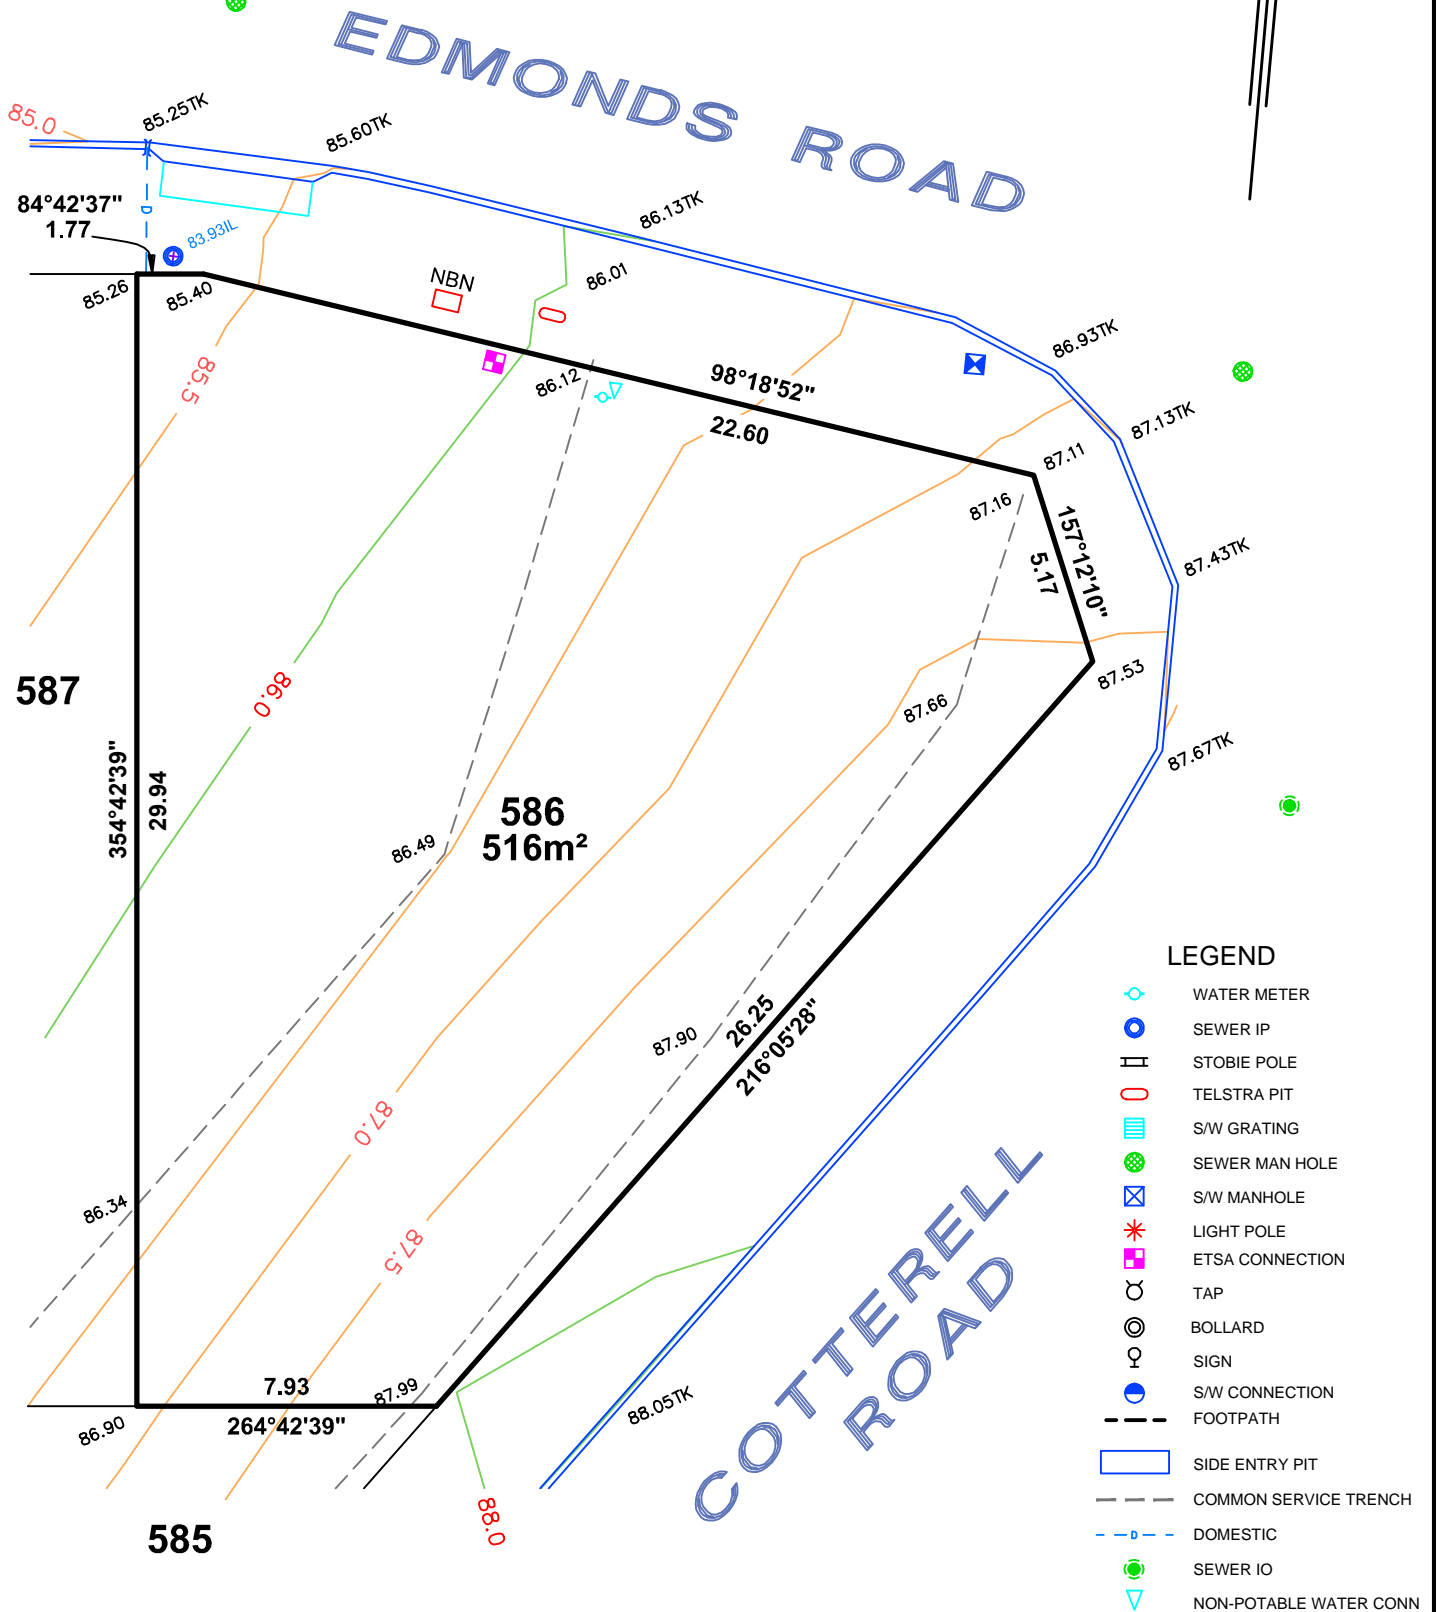 EDMONDS ROAD
85.0
85.25TK
85.60TK
84°42'37"
1.77
D
83.93IL
86.13TK
85.26
85.40
NBN
86.01
86.93TK
85.5
86.12
98°18'52"
22.60
87.13TK
87.11
87.16
157°12'10"
5.17
87.43TK
587
86.0
87.66
87.53
87.67TK
354°42'39"
29.94
86.49
586
516m²
87.90
26.25
216°05'28"
87.0
86.34
87.5
COTTERELL
ROAD
7.93
87.99
264°42'39"
86.90
88.05TK
88.0
585
LEGEND
WATER METER
SEWER IP
STOBIE POLE
TELSTRA PIT
S/W GRATING
SEWER MAN HOLE
S/W MANHOLE
LIGHT POLE
ETSA CONNECTION
TAP
BOLLARD
SIGN
S/W CONNECTION
FOOTPATH
SIDE ENTRY PIT
COMMON SERVICE TRENCH
D DOMESTIC
SEWER IO
NON-POTABLE WATER CONN